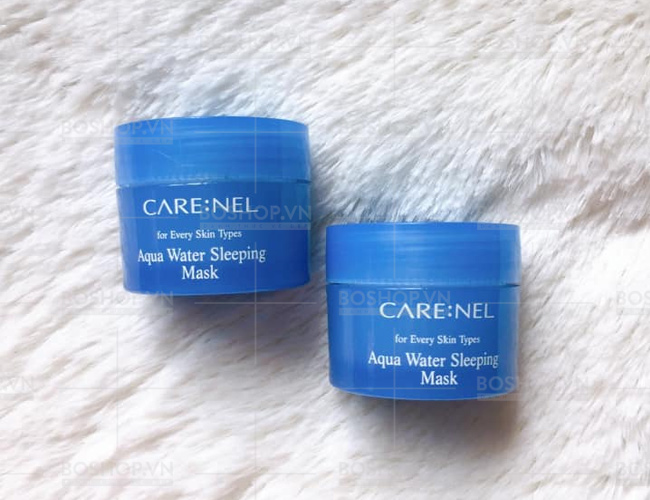 CARE:NEL
for Every Skin Types
Aqua Water Sleeping
Mask
CARE:NEL
for Every Skin Types
Aqua Water Sleeping
Mask
BOSHOP.VN